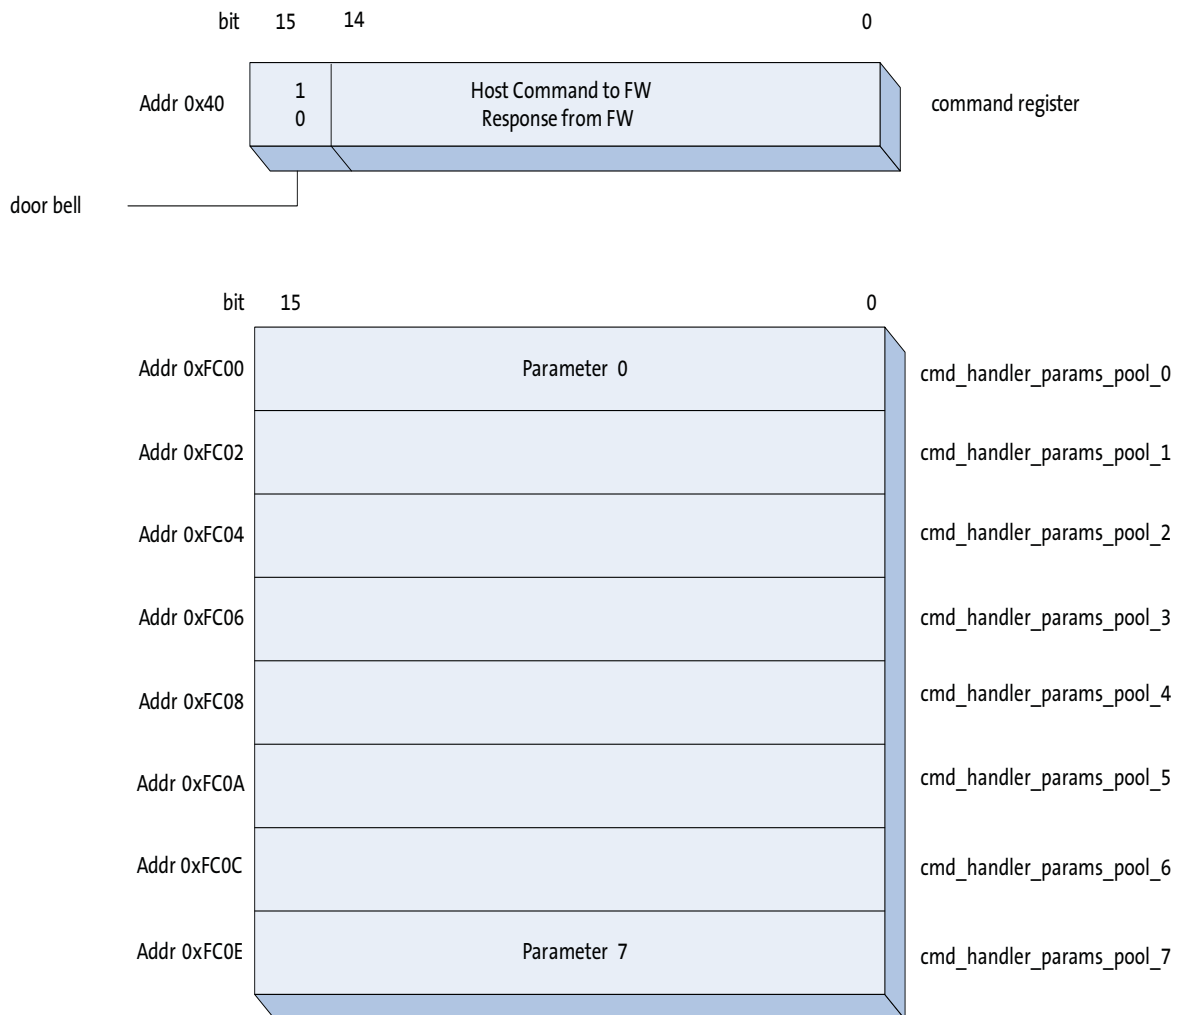 bit 15 14 0
Addr 0x40 1 Host Command to FW command register
0 Response from FW
door bell
bit 15 0
Addr 0xFC00 Parameter 0 cmd_handler_params_pool_0
Addr 0xFC02 cmd_handler_params_pool_1
Addr 0xFC04 cmd_handler_params_pool_2
Addr 0xFC06 cmd_handler_params_pool_3
Addr 0xFC08 cmd_handler_params_pool_4
Addr 0xFC0A cmd_handler_params_pool_5
Addr 0xFC0C cmd_handler_params_pool_6
Addr 0xFC0E Parameter 7 cmd_handler_params_pool_7